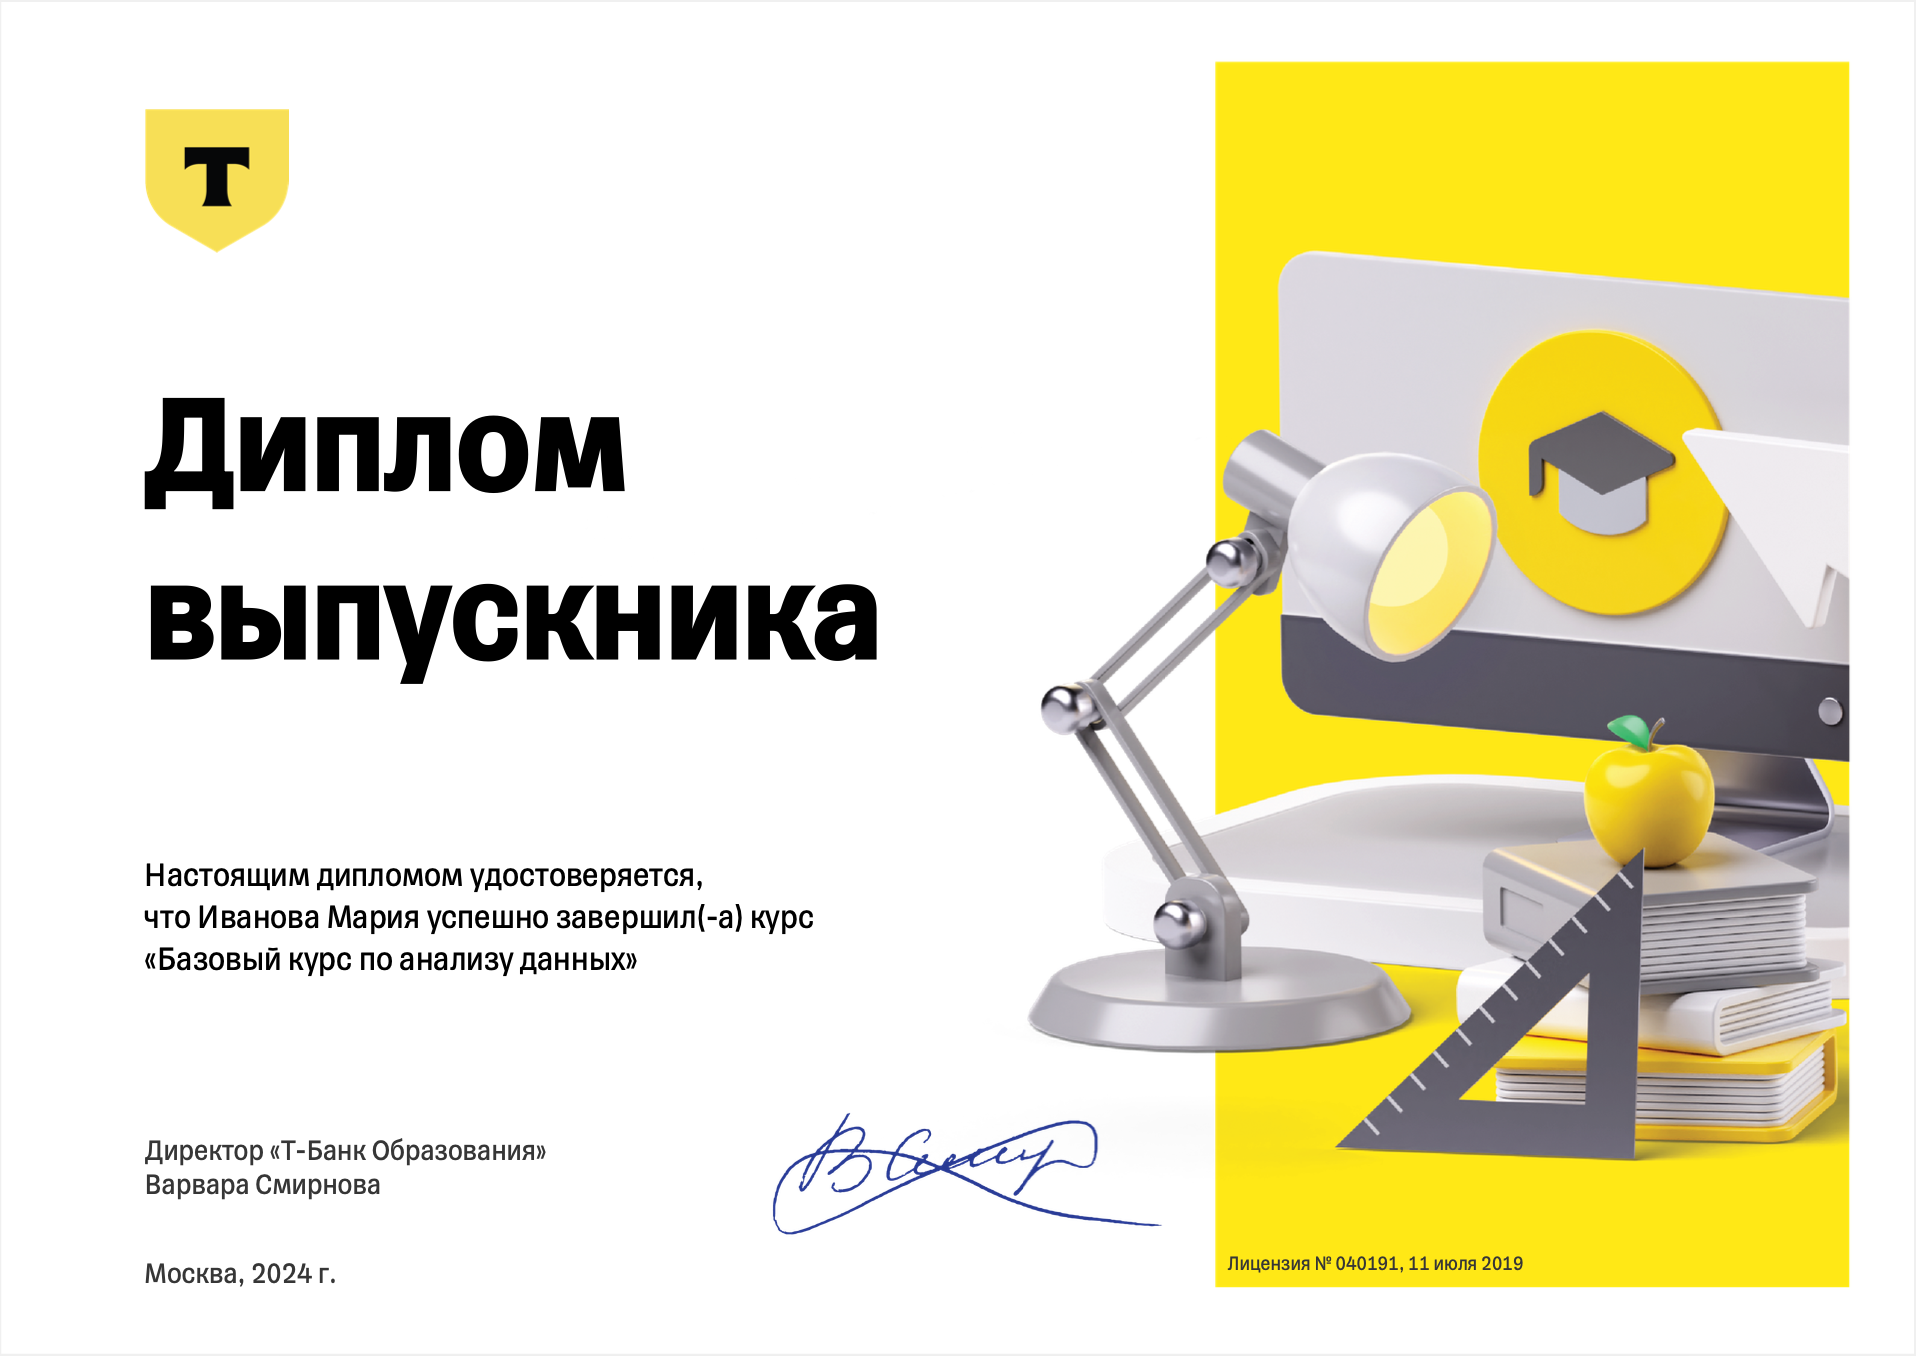 Т
Диплом
выпускника
Настоящим дипломом удостоверяется,
что Иванова Мария успешно завершил(-а) курс
«Базовый курс по анализу данных»
Директор «Т-Банк Образования»
Варвара Смирнова
Москва, 2024 г.
Лицензия № 040191, 11 июля 2019